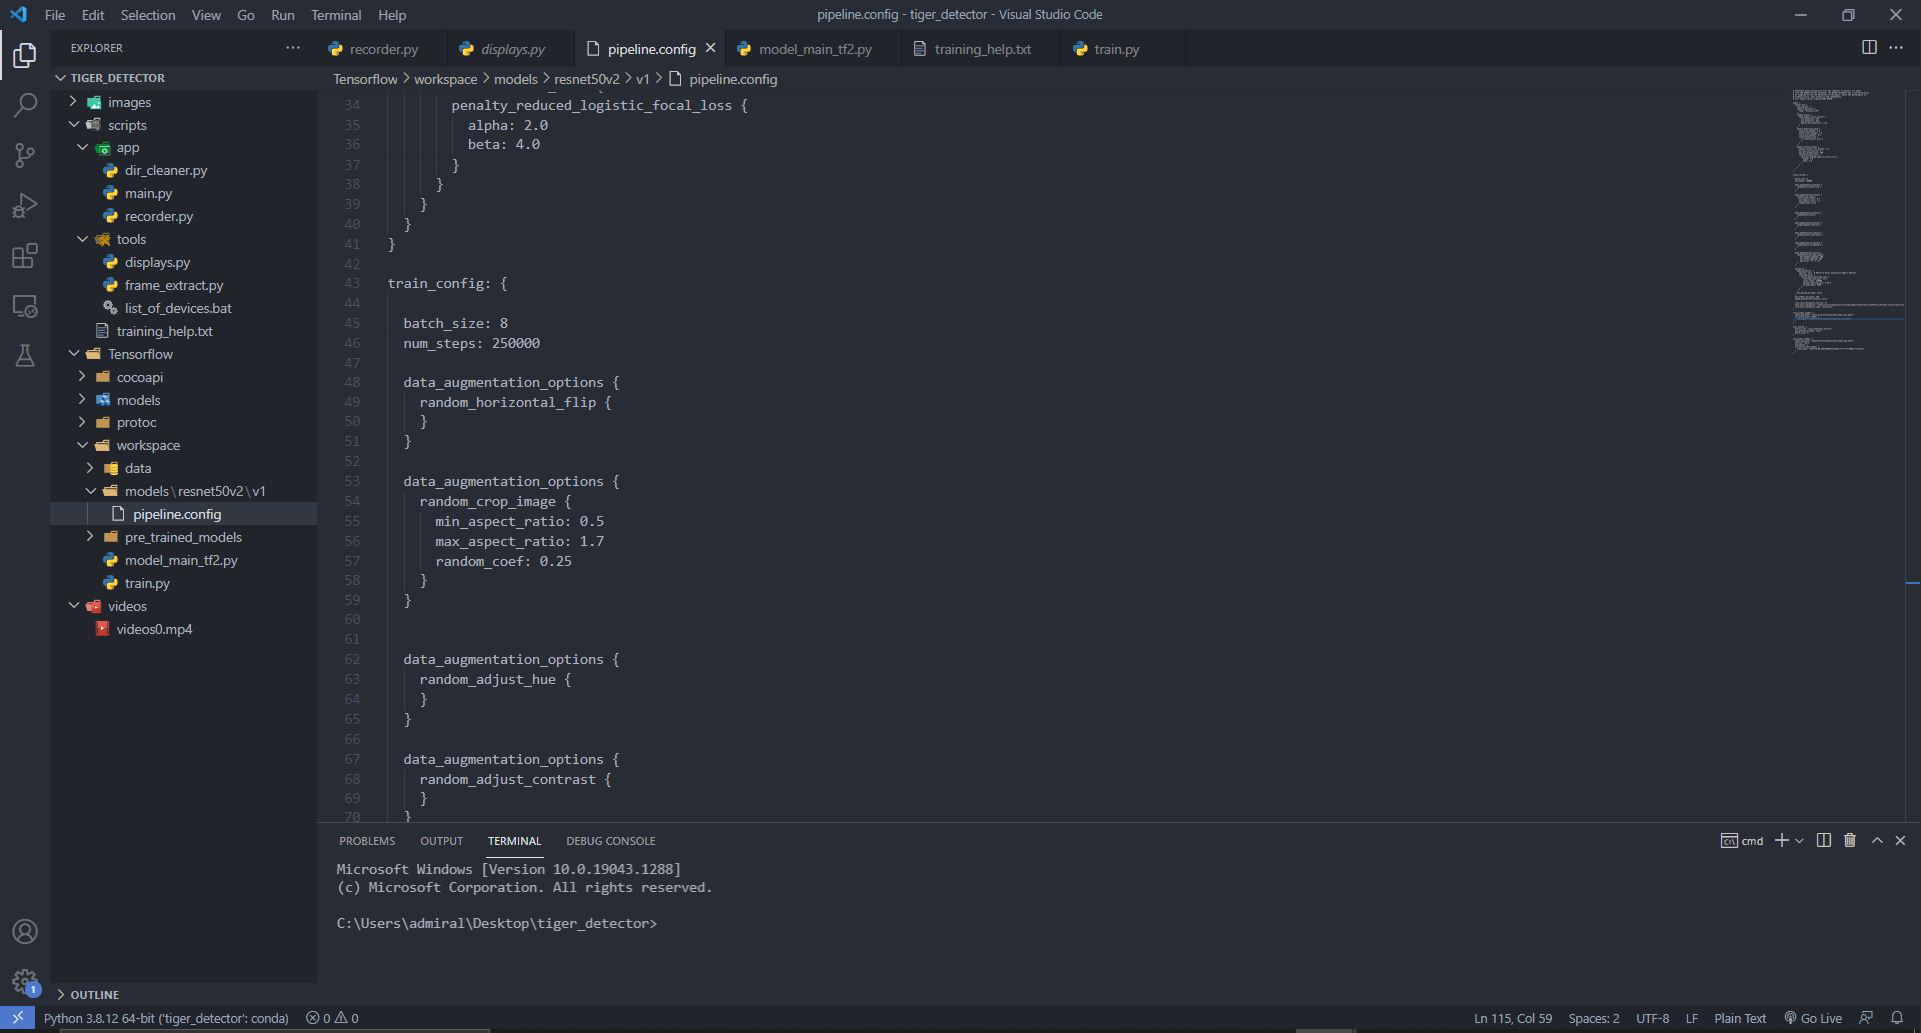 File Edit Selection View Go Run Terminal Help
pipeline.config - tiger_detector - Visual Studio Code
EXPLORER
recorder.py
displays.py
pipeline.config
model_main_tf2.py
training_help.txt
train.py
TIGER_DETECTOR
Tensorflow > workspace > models > resnet50v2 > v1 > pipeline.config
images
scripts
app
dir_cleaner.py
main.py
recorder.py
tools
displays.py
frame_extract.py
list_of_devices.bat
training_help.txt
Tensorflow
cocoapi
models
protoc
workspace
data
models\resnet50v2\v1
pipeline.config
pre_trained_models
model_main_tf2.py
train.py
videos
videos0.mp4
OUTLINE
34 penalty_reduced_logistic_focal_loss {
35 alpha: 2.0
36 beta: 4.0
37 }
38 }
39 }
40 }
41 }
42
43 train_config: {
44
45 batch_size: 8
46 num_steps: 250000
47
48 data_augmentation_options {
49 random_horizontal_flip {
50 }
51 }
52
53 data_augmentation_options {
54 random_crop_image {
55 min_aspect_ratio: 0.5
56 max_aspect_ratio: 1.7
57 random_coef: 0.25
58 }
59 }
60
61
62 data_augmentation_options {
63 random_adjust_hue {
64 }
65 }
66
67 data_augmentation_options {
68 random_adjust_contrast {
69 }
70 }
PROBLEMS OUTPUT TERMINAL DEBUG CONSOLE
cmd
Microsoft Windows [Version 10.0.19043.1288]
(c) Microsoft Corporation. All rights reserved.
C:\Users\admiral\Desktop\tiger_detector>
1
Python 3.8.12 64-bit ('tiger_detector': conda) 0 0
Ln 115, Col 59 Spaces: 2 UTF-8 LF Plain Text Go Live